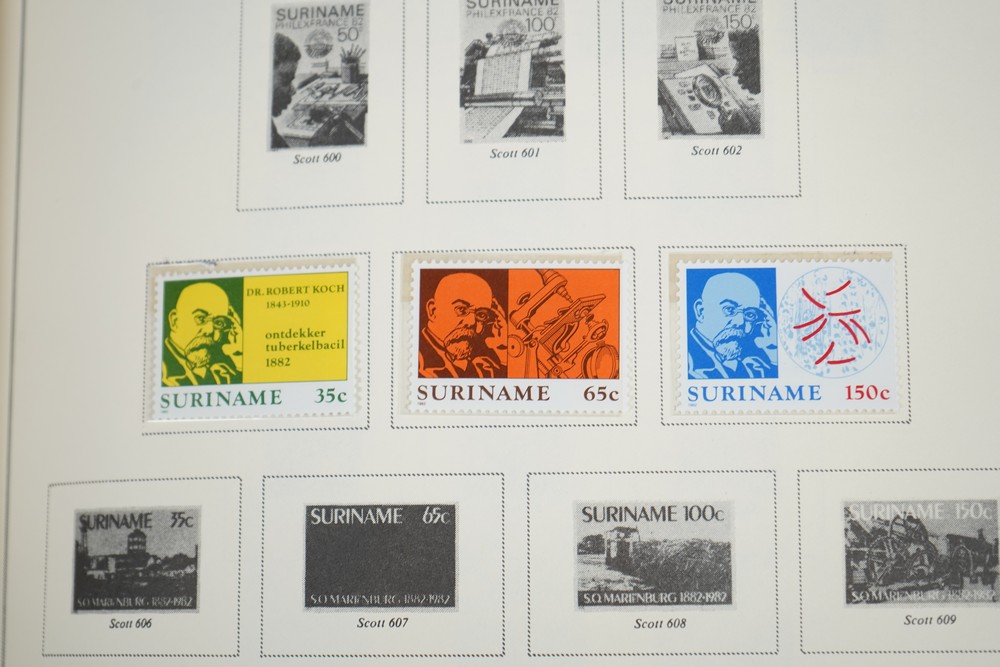 SURINAME
PHILEXFRANCE 82
50c
SURINAME
PHILEXFRANCE 82
100c
SURINAME
PHILEXFRANCE 82
150c
Scott 600
Scott 601
Scott 602
DR. ROBERT KOCH
1843-1910
ontdekker
tuberkelbacil
1882
SURINAME 35c
SURINAME 65c
SURINAME 150c
SURINAME 35c
S.O. MARIENBURG 1882-1982
SURINAME 65c
S.O. MARIENBURG 1882-1982
SURINAME 100c
S.O. MARIENBURG 1882-1982
SURINAME 150c
S.O. MARIENBURG 1882-1982
Scott 606
Scott 607
Scott 608
Scott 609